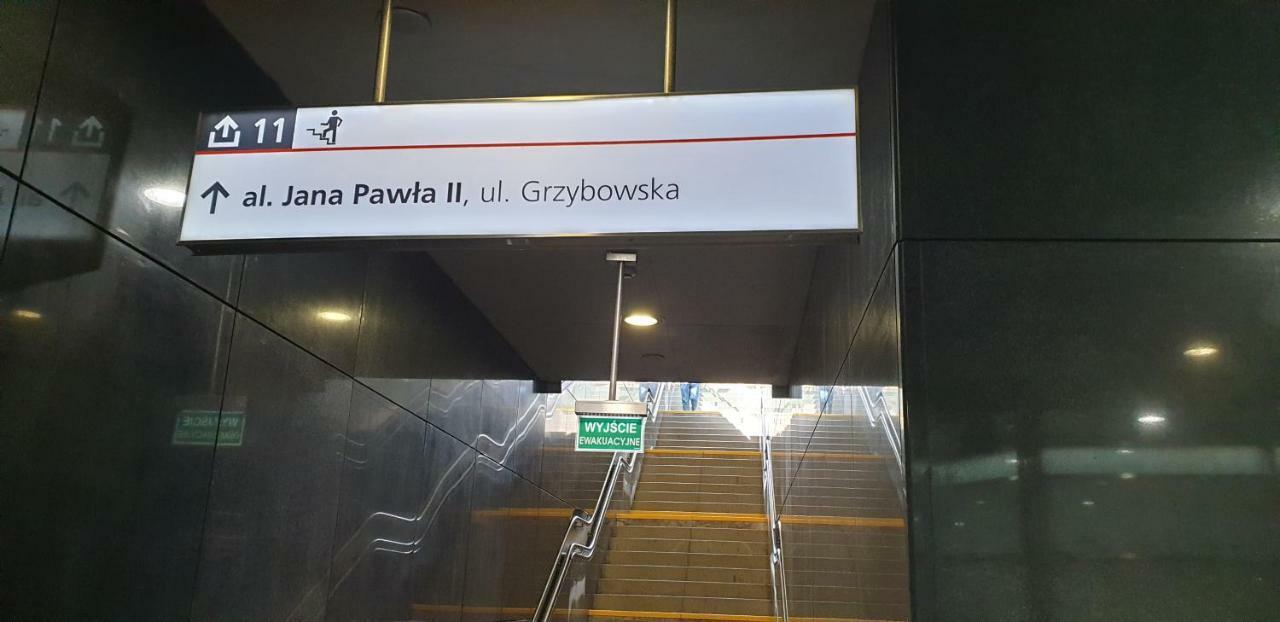 11
al. Jana Pawła II, ul. Grzybowska
WYJŚCIE
EWAKUACYJNE